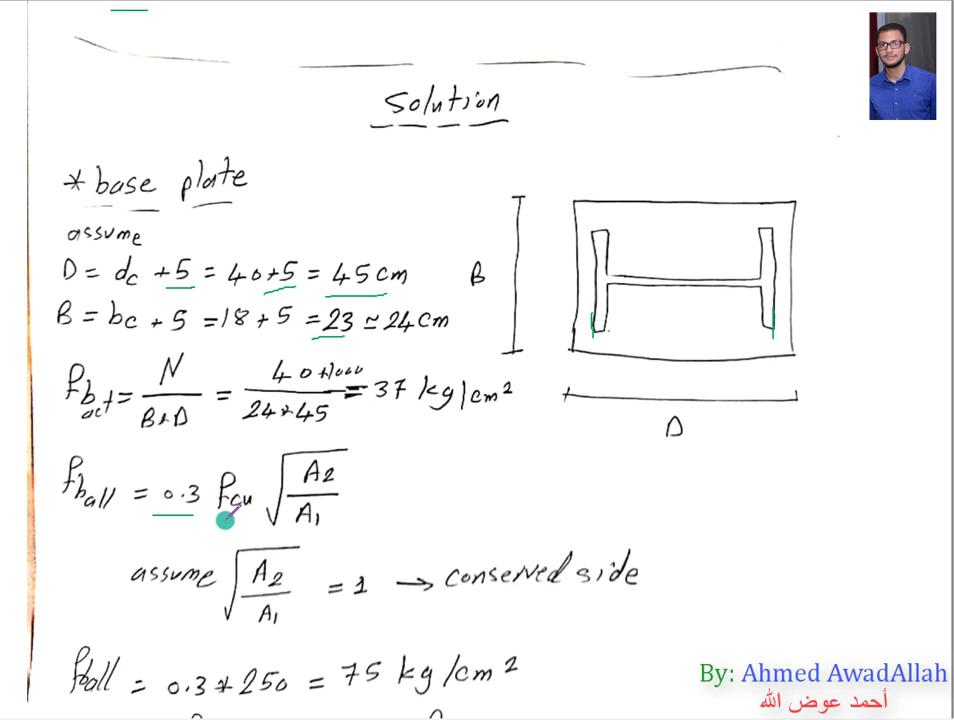 Solution
* base plate
assume
D = dc + 5 = 40+5 = 45 cm
B = bc + 5 = 18 + 5 = 23 ≃ 24 cm
B
fb act = N / B*D = 40*1000 / 24*45 = 37 kg/cm²
D
fball = 0.3 fcu √(A2 / A1)
assume √(A2 / A1) = 1 → conserved side
fball = 0.3 * 250 = 75 kg/cm²
By: Ahmed AwadAllah
أحمد عوض الله